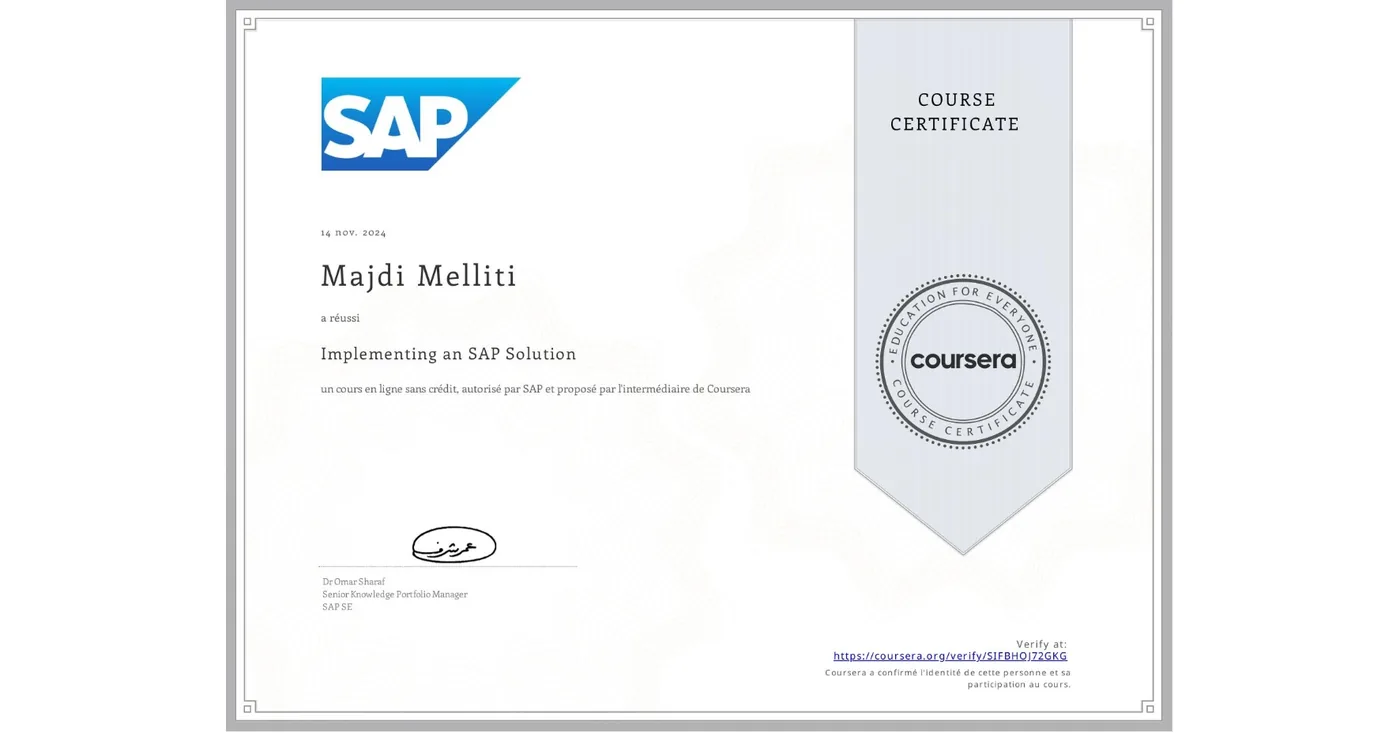 SAP
COURSE
CERTIFICATE
14 nov. 2024
Majdi Melliti
a réussi
Implementing an SAP Solution
un cours en ligne sans crédit, autorisé par SAP et proposé par l'intermédiaire de Coursera
EDUCATION FOR EVERYONE
coursera
COURSE CERTIFICATE
عمر شرف
Dr Omar Sharaf
Senior Knowledge Portfolio Manager
SAP SE
Verify at:
https://coursera.org/verify/SIFBHOJ72GKG
Coursera a confirmé l'identité de cette personne et sa
participation au cours.